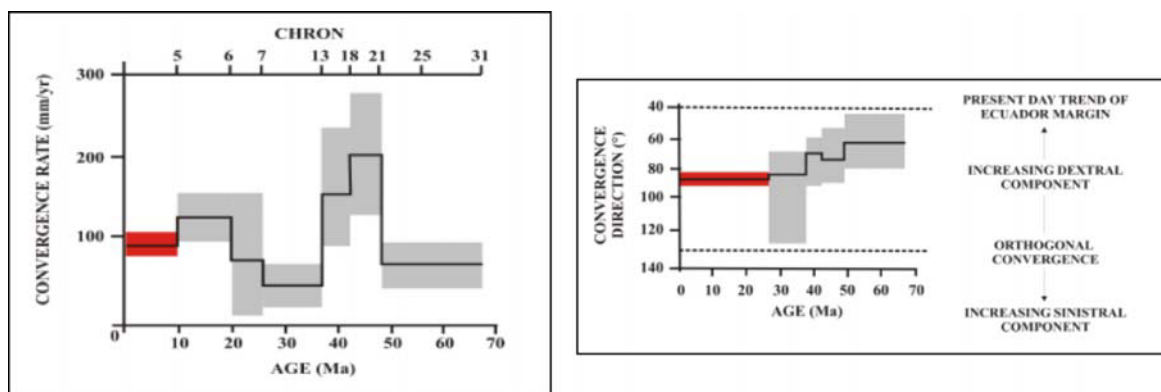 CHRON
5 6 7 13 18 21 25 31
CONVERGENCE RATE (mm/yr)
300
200
100
0 10 20 30 40 50 60 70
AGE (Ma)
CONVERGENCE
DIRECTION (°)
40
60
80
100
120
140
0 10 20 30 40 50 60 70
AGE (Ma)
PRESENT DAY TREND OF
ECUADOR MARGIN
INCREASING DEXTRAL
COMPONENT
ORTHOGONAL
CONVERGENCE
INCREASING SINISTRAL
COMPONENT